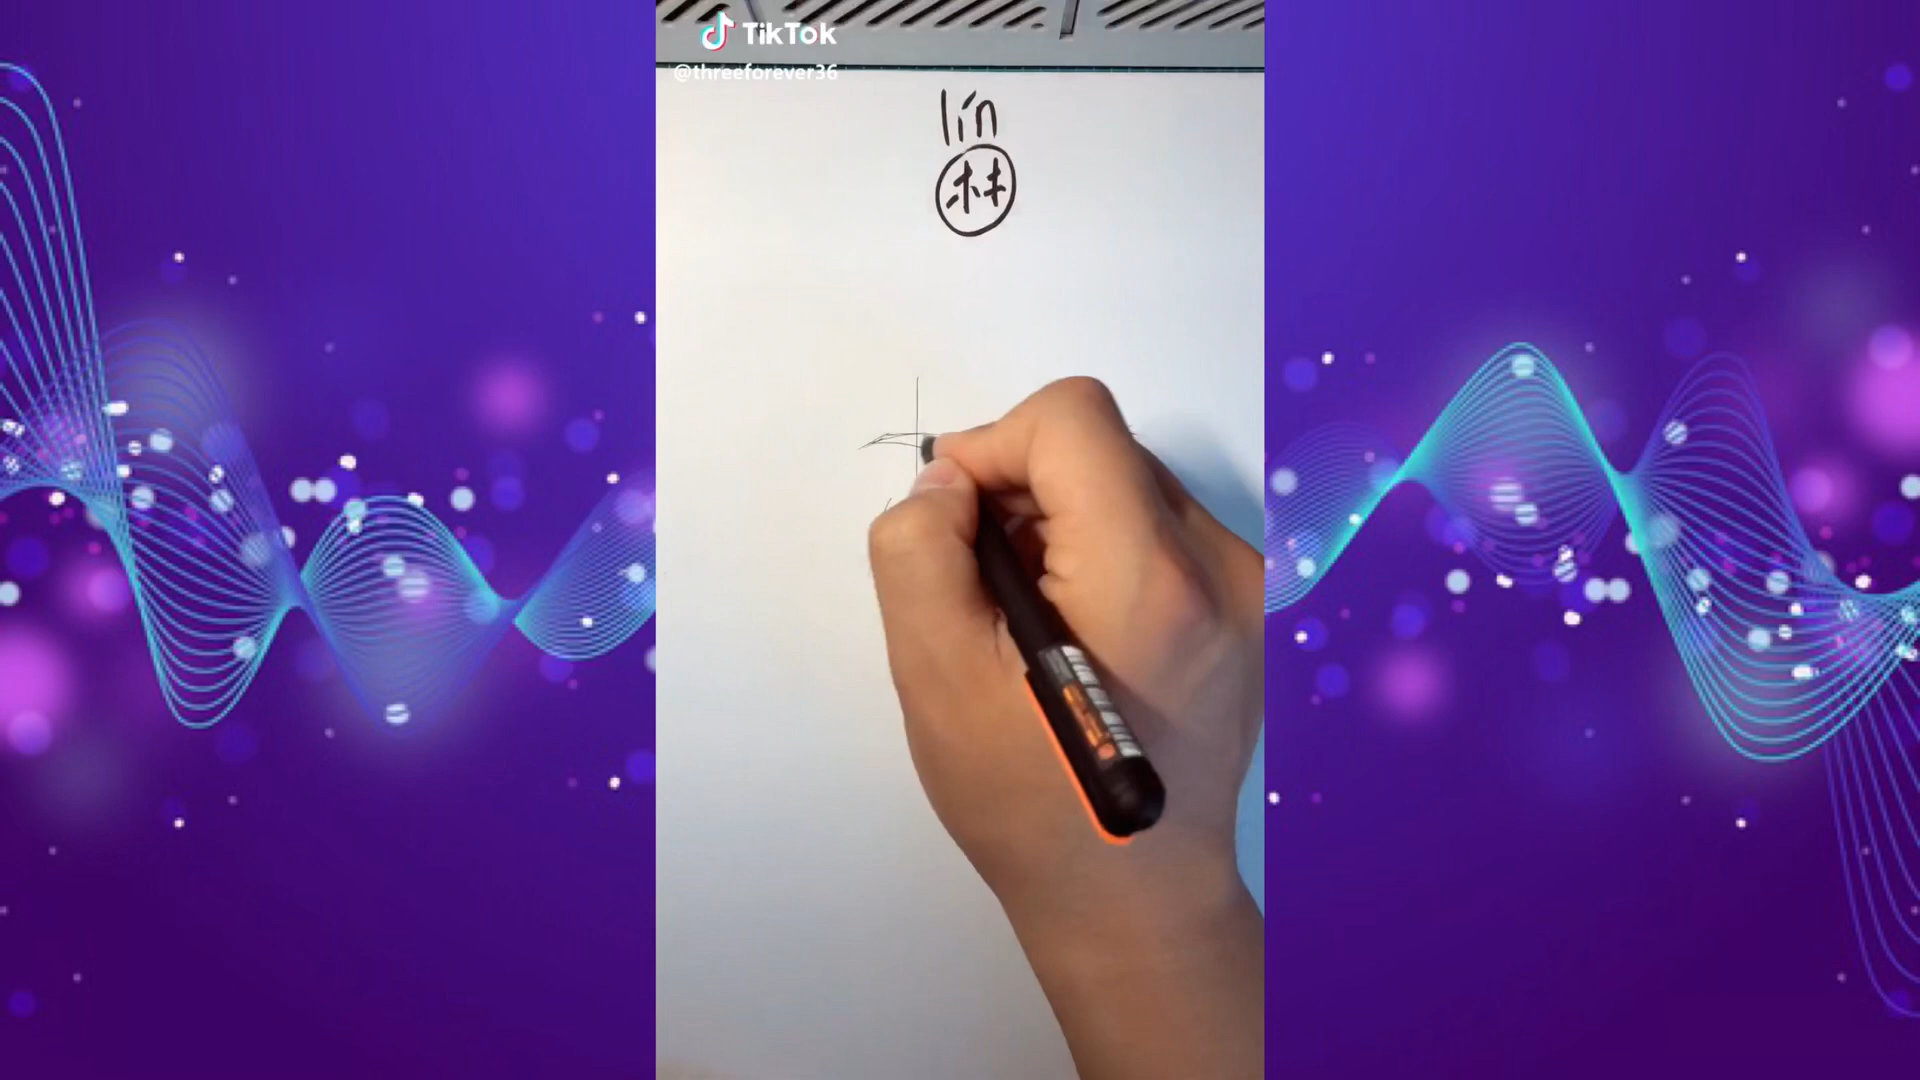 TikTok
@threeforever36
lín
林